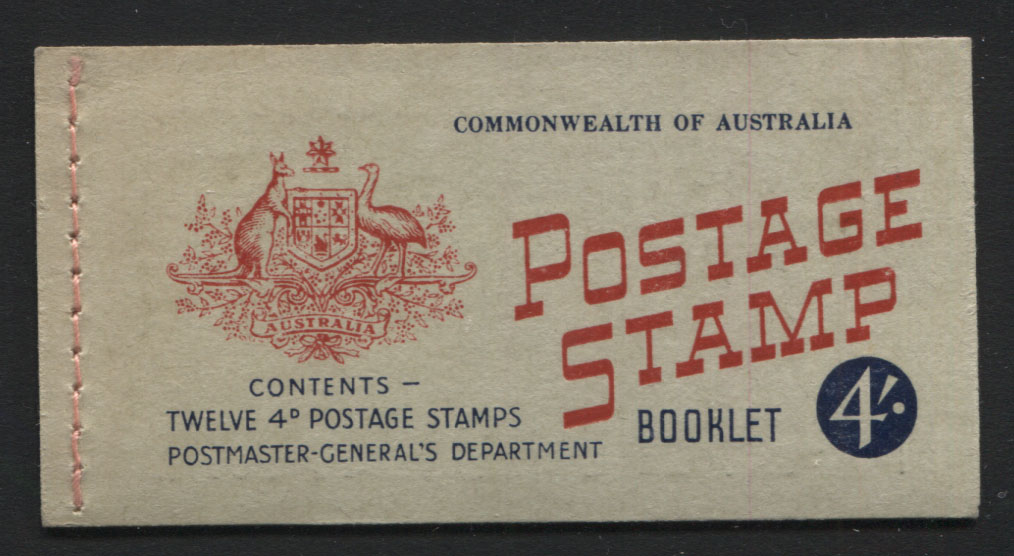 COMMONWEALTH OF AUSTRALIA
POSTAGE
STAMP
BOOKLET
4/·
AUSTRALIA
CONTENTS –
TWELVE 4ᴰ POSTAGE STAMPS
POSTMASTER-GENERAL'S DEPARTMENT